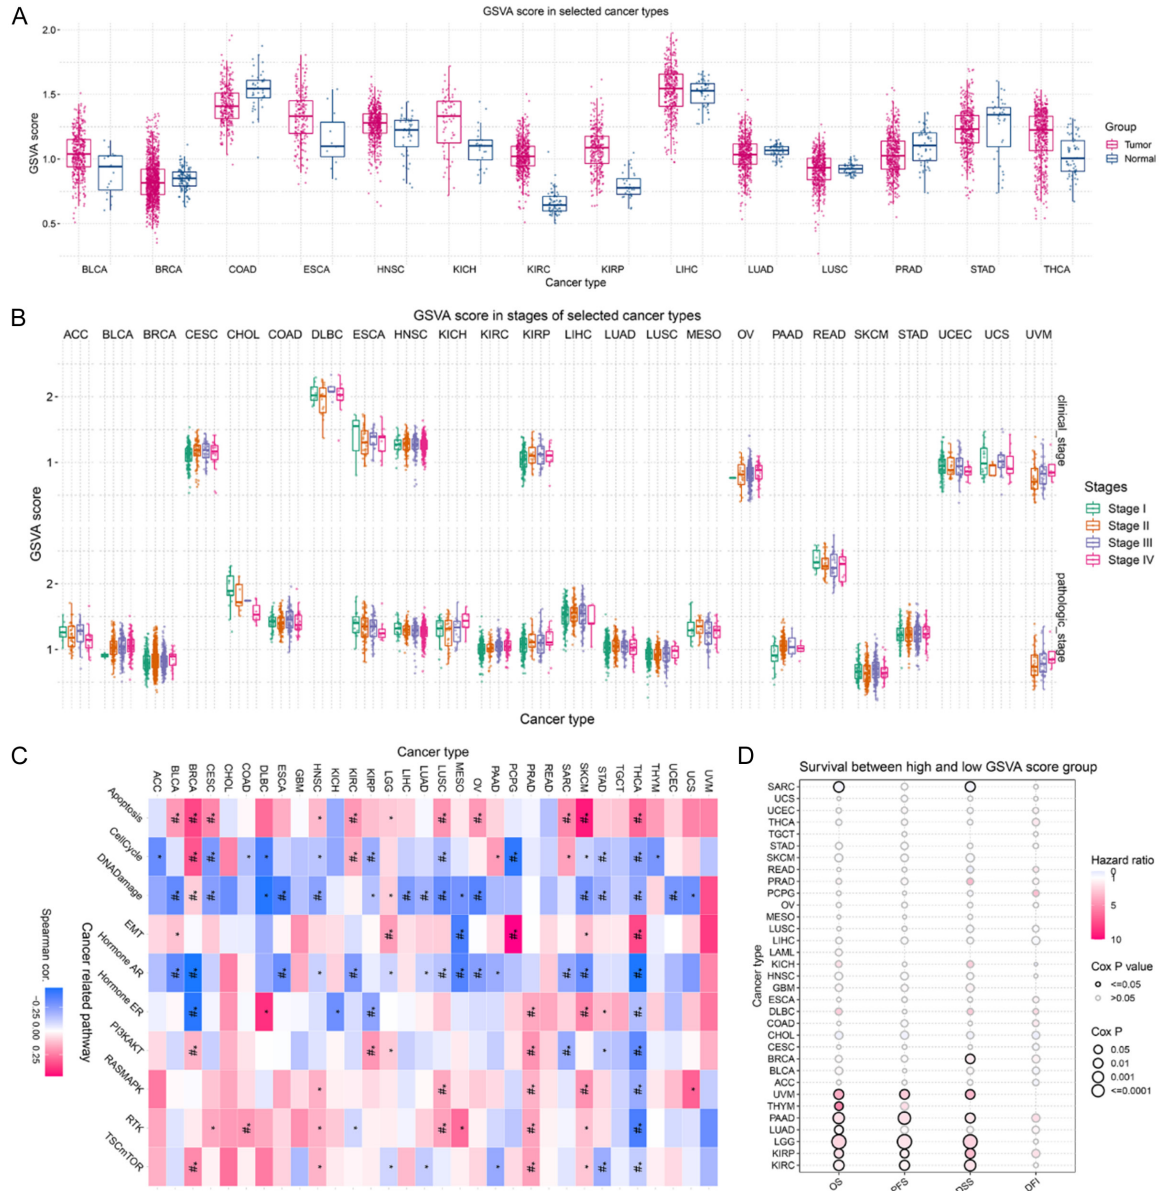 A
GSVA score in selected cancer types
2.0
1.5
1.0
0.5
GSVA score
BLCA BRCA COAD ESCA HNSC KICH KIRC KIRP LIHC LUAD LUSC PRAD STAD THCA
Cancer type
Group
Tumor
Normal
B
GSVA score in stages of selected cancer types
ACC BLCA BRCA CESC CHOL COAD DLBC ESCA HNSC KICH KIRC KIRP LIHC LUAD LUSC MESO OV PAAD READ SKCM STAD UCEC UCS UVM
2
1
clinical_stage
GSVA score
2
1
pathologic_stage
Cancer type
Stages
Stage I
Stage II
Stage III
Stage IV
C
Cancer type
ACC BLCA BRCA CESC CHOL COAD DLBC ESCA GBM HNSC KICH KIRC KIRP LGG LIHC LUAD LUSC MESO OV PAAD PCPG PRAD READ SARC SKCM STAD TGCT THCA THYM UCEC UCS UVM
Apoptosis
CellCycle
DNADamage
EMT
Hormone AR
Hormone ER
PI3KAKT
RASMAPK
RTK
TSCmTOR
Cancer related pathway
Spearman cor.
-0.25 0.00 0.25
D
Survival between high and low GSVA score group
SARC
UCS
UCEC
THCA
TGCT
STAD
SKCM
READ
PRAD
PCPG
OV
MESO
LUSC
LIHC
LAML
KICH
HNSC
GBM
ESCA
DLBC
COAD
CHOL
CESC
BRCA
BLCA
ACC
UVM
THYM
PAAD
LUAD
LGG
KIRP
KIRC
Cancer type
OS PFS DSS DFI
Hazard ratio
0
1
5
10
Cox P value
<=0.05
>0.05
Cox P
0.05
0.01
0.001
<=0.0001